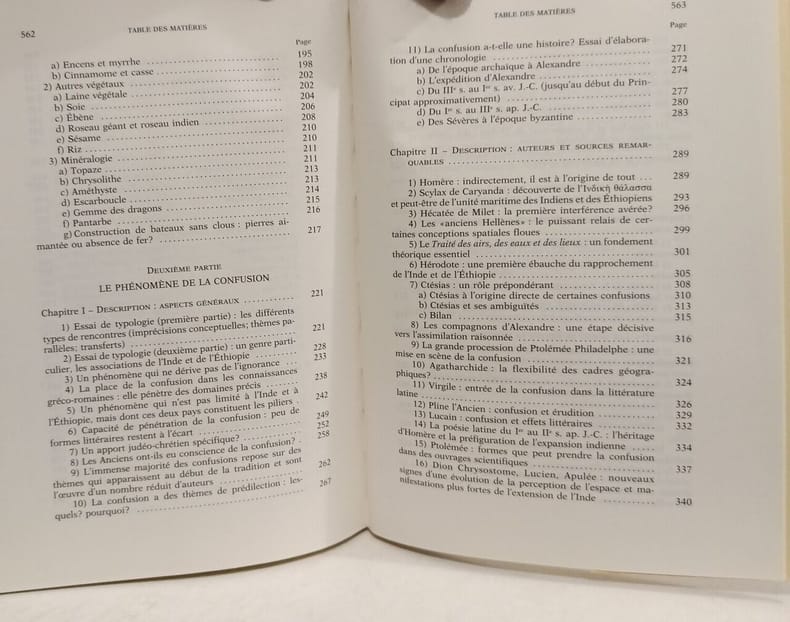 562
TABLE DES MATIÈRES
Page
a) Encens et myrrhe 195
b) Cinnamome et casse 198
2) Autres végétaux 202
a) Laine végétale 202
b) Soie 204
c) Ébène 206
d) Roseau géant et roseau indien 208
e) Sésame 210
f) Riz 210
3) Minéralogie 211
a) Topaze 211
b) Chrysolithe 213
c) Améthyste 213
d) Escarboucle 214
e) Gemme des dragons 215
f) Pantarbe 216
g) Construction de bateaux sans clous : pierres ai-
mantée ou absence de fer? 217
DEUXIÈME PARTIE
LE PHÉNOMÈNE DE LA CONFUSION
Chapitre I – DESCRIPTION : ASPECTS GÉNÉRAUX 221
1) Essai de typologie (première partie) : les différents
types de rencontres (imprécisions conceptuelles; thèmes pa-
rallèles; transferts) 221
2) Essai de typologie (deuxième partie) : un genre parti-
culier, les associations de l'Inde et de l'Éthiopie 228
3) Un phénomène qui ne dérive pas de l'ignorance 233
4) La place de la confusion dans les connaissances
gréco-romaines : elle pénètre des domaines précis 238
5) Un phénomène qui n'est pas limité à l'Inde et à
l'Éthiopie, mais dont ces deux pays constituent les piliers 242
6) Capacité de pénétration de la confusion : peu de
formes littéraires restent à l'écart 249
7) Un apport judéo-chrétien spécifique? 252
8) Les Anciens ont-ils eu conscience de la confusion? 258
9) L'immense majorité des confusions repose sur des
thèmes qui apparaissent au début de la tradition et sont
l'œuvre d'un nombre réduit d'auteurs 262
10) La confusion a des thèmes de prédilection : les-
quels? pourquoi? 267
563
TABLE DES MATIÈRES
Page
11) La confusion a-t-elle une histoire? Essai d'élabora-
tion d'une chronologie 271
a) De l'époque archaïque à Alexandre 272
b) L'expédition d'Alexandre 274
c) Du IIIe s. au Ier s. av. J.-C. (jusqu'au début du Prin-
cipat approximativement) 277
d) Du Ier s. au IIIe s. ap. J.-C. 280
e) Des Sévères à l'époque byzantine 283
Chapitre II – DESCRIPTION : AUTEURS ET SOURCES REMAR-
QUABLES 289
1) Homère : indirectement, il est à l'origine de tout 289
2) Scylax de Caryanda : découverte de l'Ἰνδικὴ θάλασσα
et peut-être de l'unité maritime des Indiens et des Éthiopiens 293
3) Hécatée de Milet : la première interférence avérée? 296
4) Les «anciens Hellènes» : le puissant relais de cer-
taines conceptions spatiales floues 299
5) Le Traité des airs, des eaux et des lieux : un fondement
théorique essentiel 301
6) Hérodote : une première ébauche du rapprochement
de l'Inde et de l'Éthiopie 305
7) Ctésias : un rôle prépondérant 308
a) Ctésias à l'origine directe de certaines confusions 310
b) Ctésias et ses ambiguïtés 313
c) Bilan 315
8) Les compagnons d'Alexandre : une étape décisive
vers l'assimilation raisonnée 316
9) La grande procession de Ptolémée Philadelphe : une
mise en scène de la confusion 321
10) Agatharchide : la flexibilité des cadres géogra-
phiques? 324
11) Virgile : entrée de la confusion dans la littérature
latine 326
12) Pline l'Ancien : confusion et érudition 329
13) Lucain : confusion et effets littéraires 332
14) La poésie latine du Ier au IIe s. ap. J.-C. : l'héritage
d'Homère et la préfiguration de l'expansion indienne 334
15) Ptolémée : formes que peut prendre la confusion
dans des ouvrages scientifiques 337
16) Dion Chrysostome, Lucien, Apulée : nouveaux
signes d'une évolution de la perception de l'espace et ma-
nifestations plus fortes de l'extension de l'Inde 340